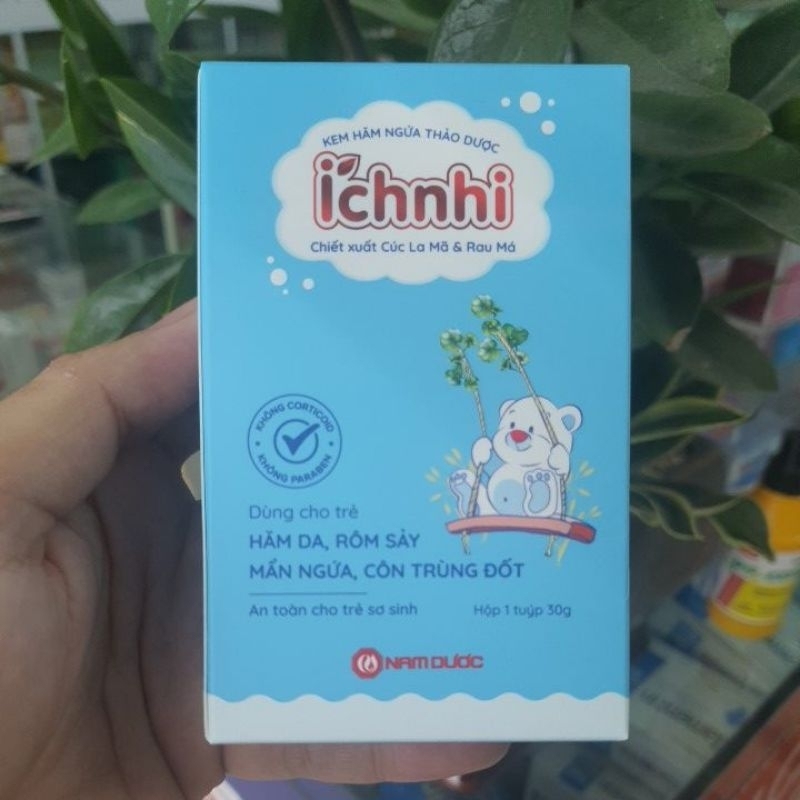 KEM HĂM NGỨA THẢO DƯỢC
ichnhi
Chiết xuất Cúc La Mã & Rau Má
KHÔNG CORTICOID
KHÔNG PARABEN
Dùng cho trẻ
HĂM DA, RÔM SẢY
MẨN NGỨA, CÔN TRÙNG ĐỐT
An toàn cho trẻ sơ sinh
Hộp 1 tuýp 30g
NAM DƯỢC